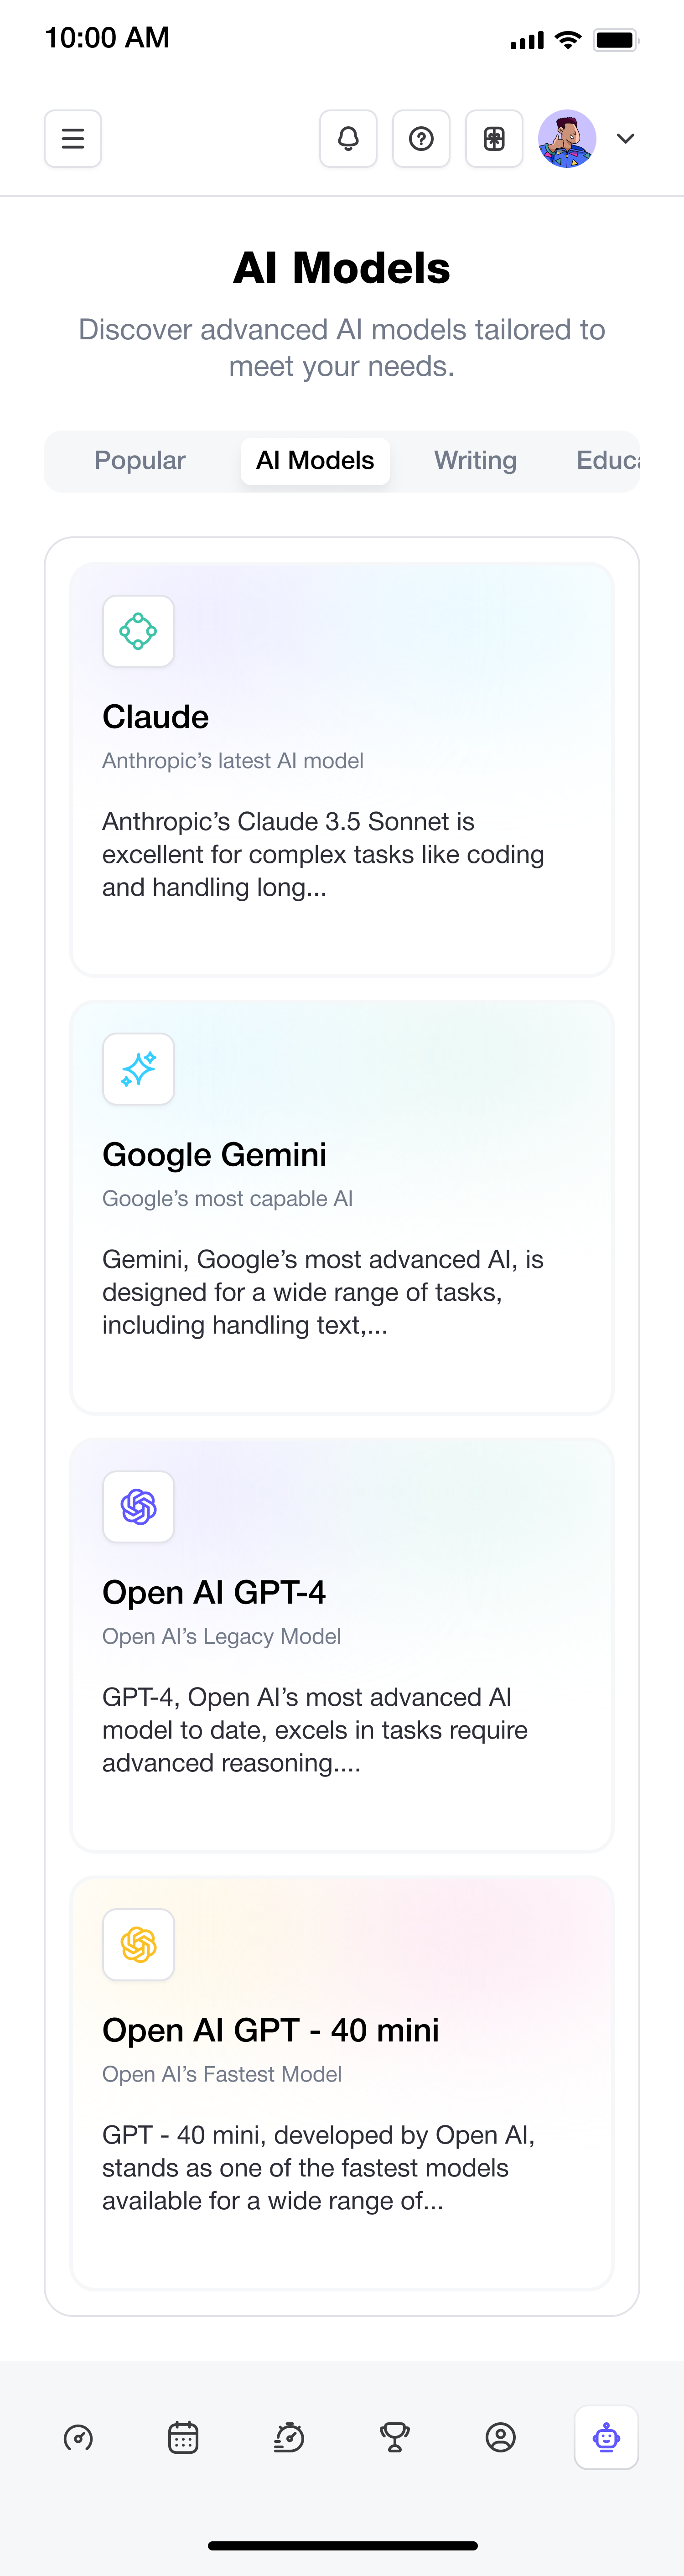 10:00 AM
AI Models
Discover advanced AI models tailored to
meet your needs.
Popular
AI Models
Writing
Educa
Claude
Anthropic’s latest AI model
Anthropic’s Claude 3.5 Sonnet is
excellent for complex tasks like coding
and handling long...
Google Gemini
Google’s most capable AI
Gemini, Google’s most advanced AI, is
designed for a wide range of tasks,
including handling text,...
Open AI GPT-4
Open AI’s Legacy Model
GPT-4, Open AI’s most advanced AI
model to date, excels in tasks require
advanced reasoning....
Open AI GPT - 40 mini
Open AI’s Fastest Model
GPT - 40 mini, developed by Open AI,
stands as one of the fastest models
available for a wide range of...